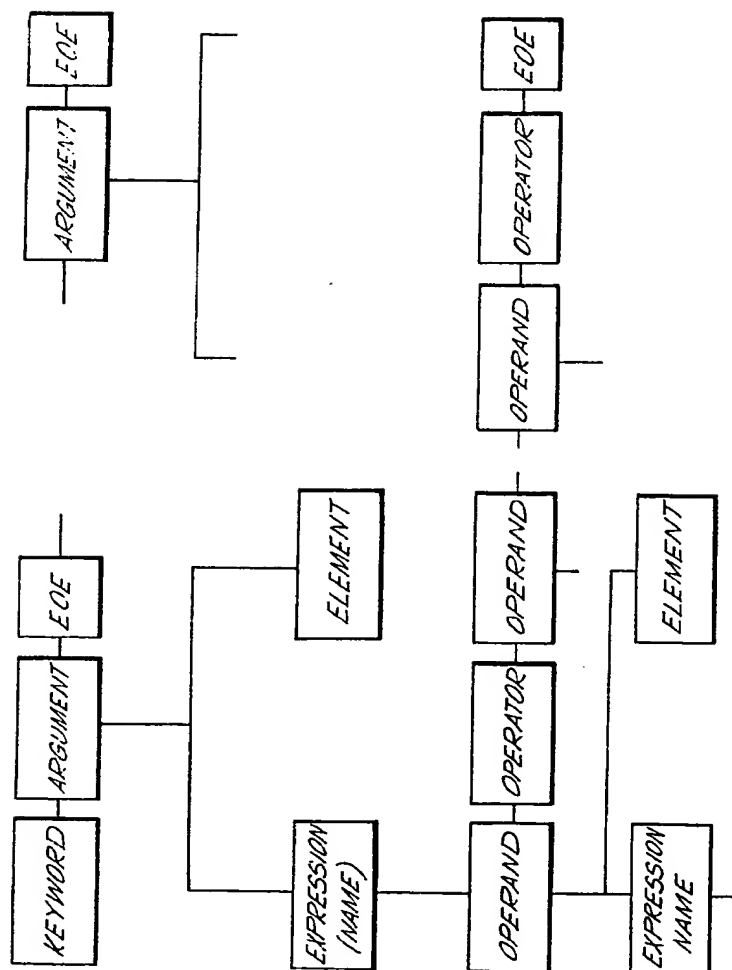 KEYWORD
ARGUMENT
EOE
ARGUMENT
EOE
EXPRESSION
(NAME)
ELEMENT
OPERAND
OPERATOR
OPERAND
OPERAND
OPERATOR
EOE
EXPRESSION
NAME
ELEMENT